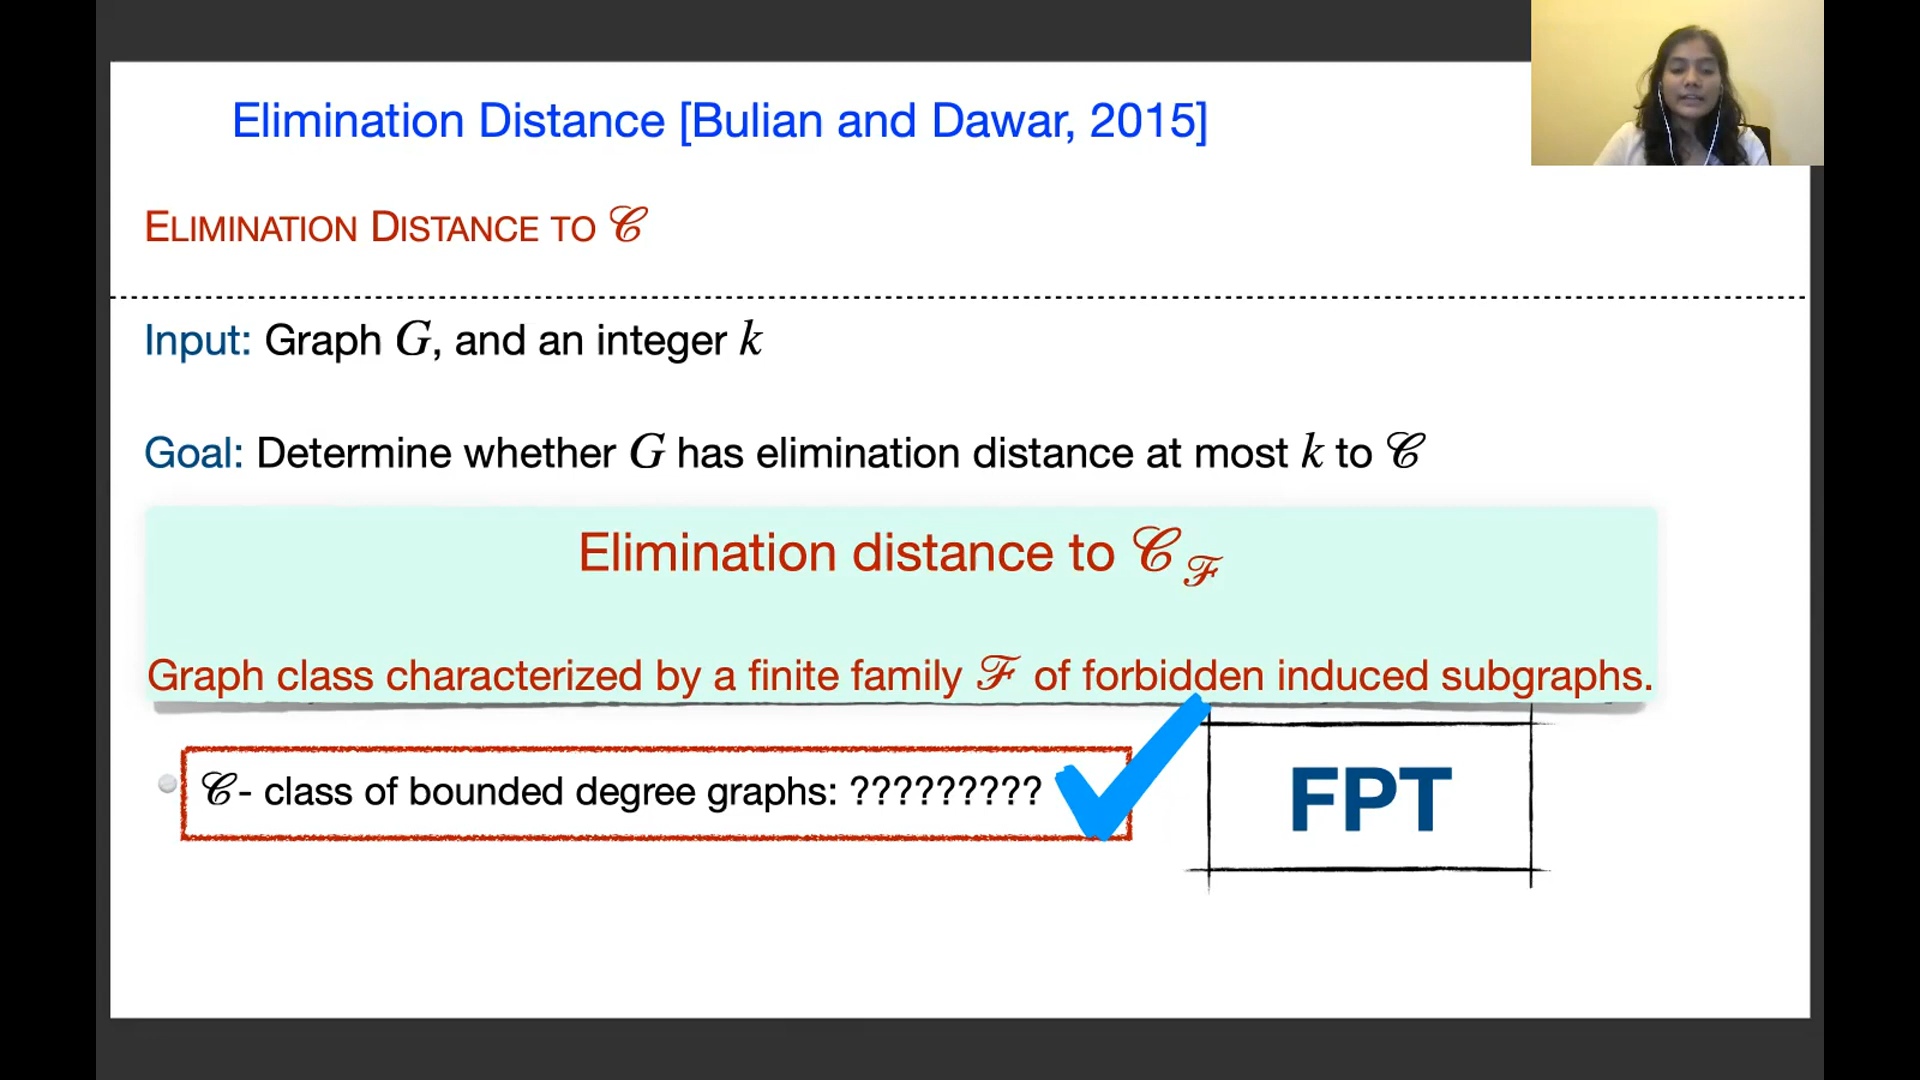 Elimination Distance [Bulian and Dawar, 2015]
ELIMINATION DISTANCE TO 𝒞
Input: Graph G, and an integer k
Goal: Determine whether G has elimination distance at most k to 𝒞
Elimination distance to 𝒞_ℱ
Graph class characterized by a finite family ℱ of forbidden induced subgraphs.
𝒞- class of bounded degree graphs: ?????????
FPT